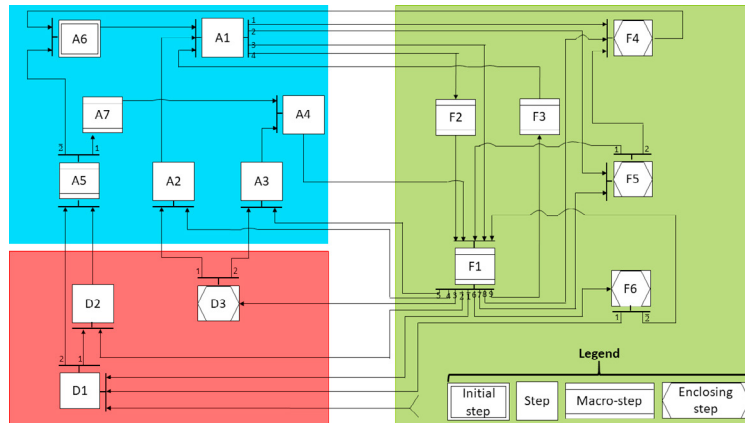 A6
A1
1
2
3
4
F4
A7
A4
F2
F3
2
1
1
2
A5
A2
A3
F5
F1
5 4 3 2 1 6 7 8 9
1
2
D2
D3
F6
1
2
2
1
D1
Legend
Initial
step
Step
Macro-step
Enclosing
step